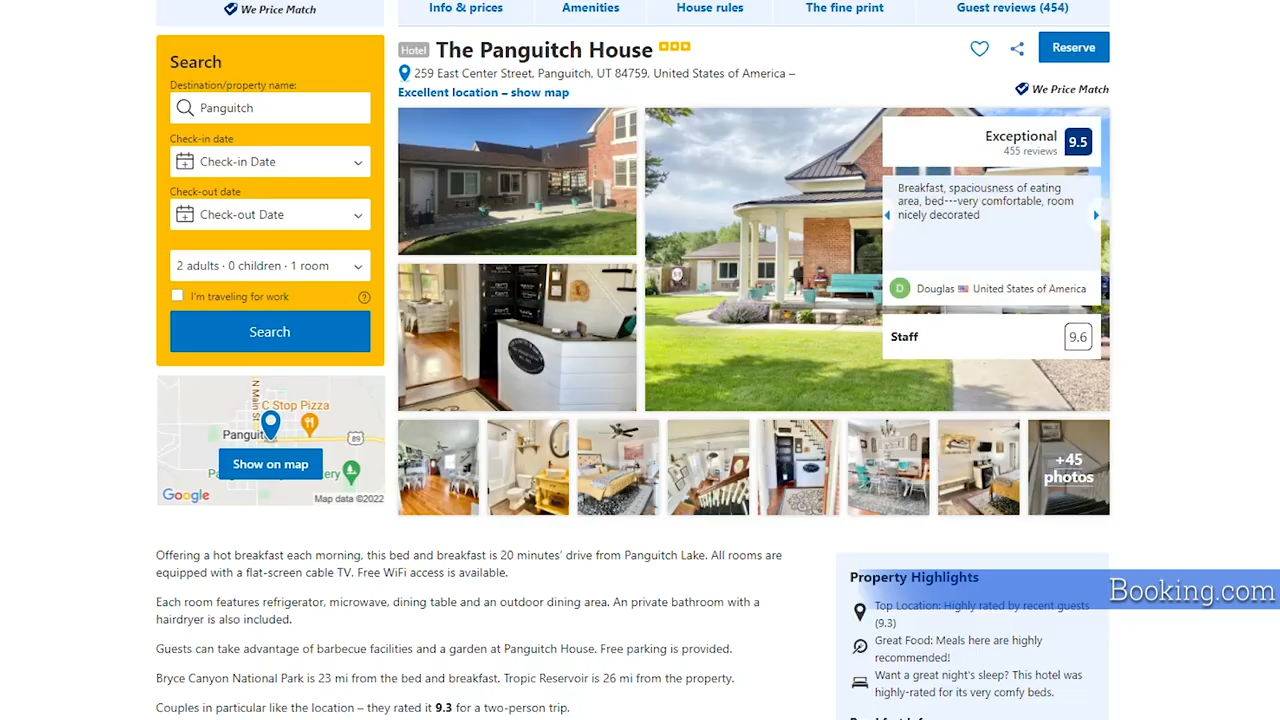 We Price Match
Info & prices
Amenities
House rules
The fine print
Guest reviews (454)
Search
Destination/property name:
Panguitch
Check-in date
Check-in Date
Check-out date
Check-out Date
2 adults · 0 children · 1 room
I'm traveling for work
Search
Hotel The Panguitch House
Reserve
259 East Center Street, Panguitch, UT 84759, United States of America –
Excellent location – show map
We Price Match
Exceptional
455 reviews
9.5
Breakfast, spaciousness of eating
area, bed---very comfortable, room
nicely decorated
D Douglas United States of America
Staff 9.6
+45
photos
N Main St
C Stop Pizza
Panguit
89
Show on map
Google
Map data ©2022
Offering a hot breakfast each morning, this bed and breakfast is 20 minutes’ drive from Panguitch Lake. All rooms are
equipped with a flat-screen cable TV. Free WiFi access is available.
Each room features refrigerator, microwave, dining table and an outdoor dining area. An private bathroom with a
hairdryer is also included.
Guests can take advantage of barbecue facilities and a garden at Panguitch House. Free parking is provided.
Bryce Canyon National Park is 23 mi from the bed and breakfast. Tropic Reservoir is 26 mi from the property.
Couples in particular like the location – they rated it 9.3 for a two-person trip.
Property Highlights
Top Location: Highly rated by recent guests
(9.3)
Great Food: Meals here are highly
recommended!
Want a great night's sleep? This hotel was
highly-rated for its very comfy beds.
Booking.com